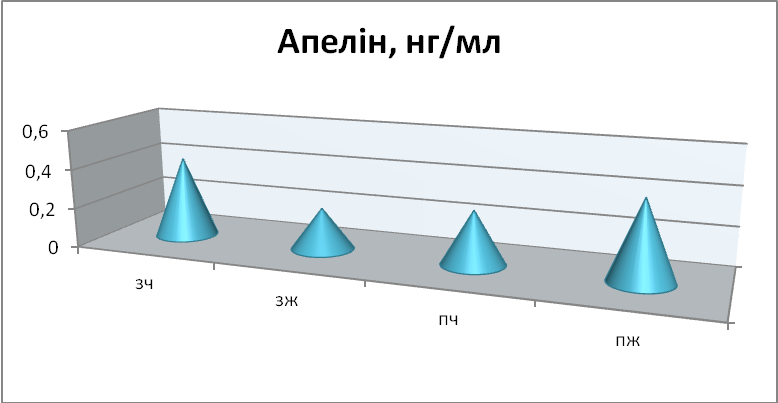 Апелін, нг/мл
0,6
0,4
0,2
0
зч
зж
пч
пж